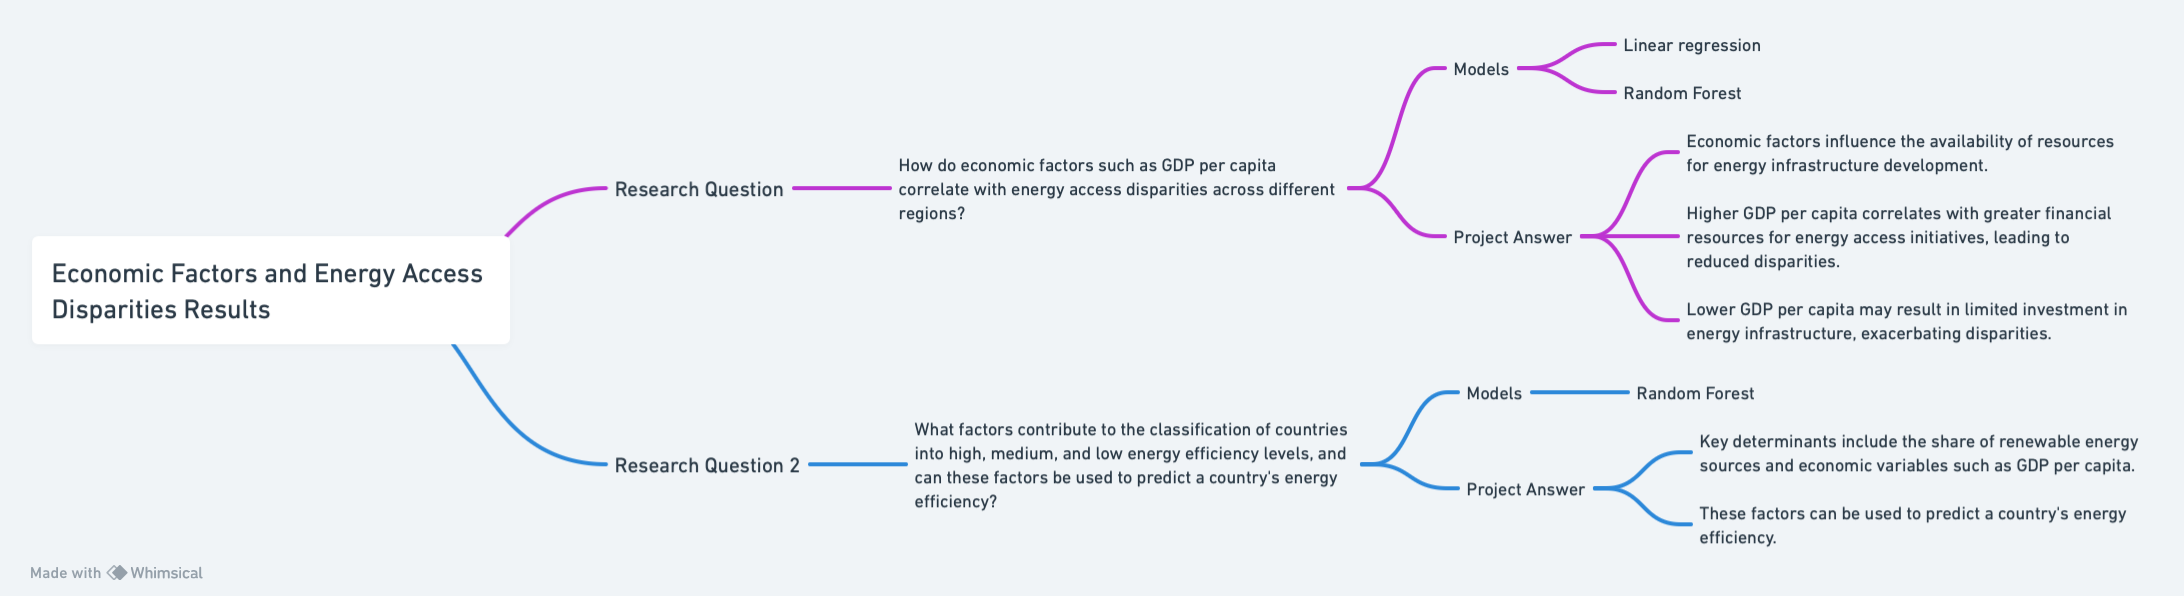 Economic Factors and Energy Access
Disparities Results
Research Question
How do economic factors such as GDP per capita
correlate with energy access disparities across different
regions?
Models
Linear regression
Random Forest
Project Answer
Economic factors influence the availability of resources
for energy infrastructure development.
Higher GDP per capita correlates with greater financial
resources for energy access initiatives, leading to
reduced disparities.
Lower GDP per capita may result in limited investment in
energy infrastructure, exacerbating disparities.
Research Question 2
What factors contribute to the classification of countries
into high, medium, and low energy efficiency levels, and
can these factors be used to predict a country's energy
efficiency?
Models
Random Forest
Project Answer
Key determinants include the share of renewable energy
sources and economic variables such as GDP per capita.
These factors can be used to predict a country's energy
efficiency.
Made with Whimsical